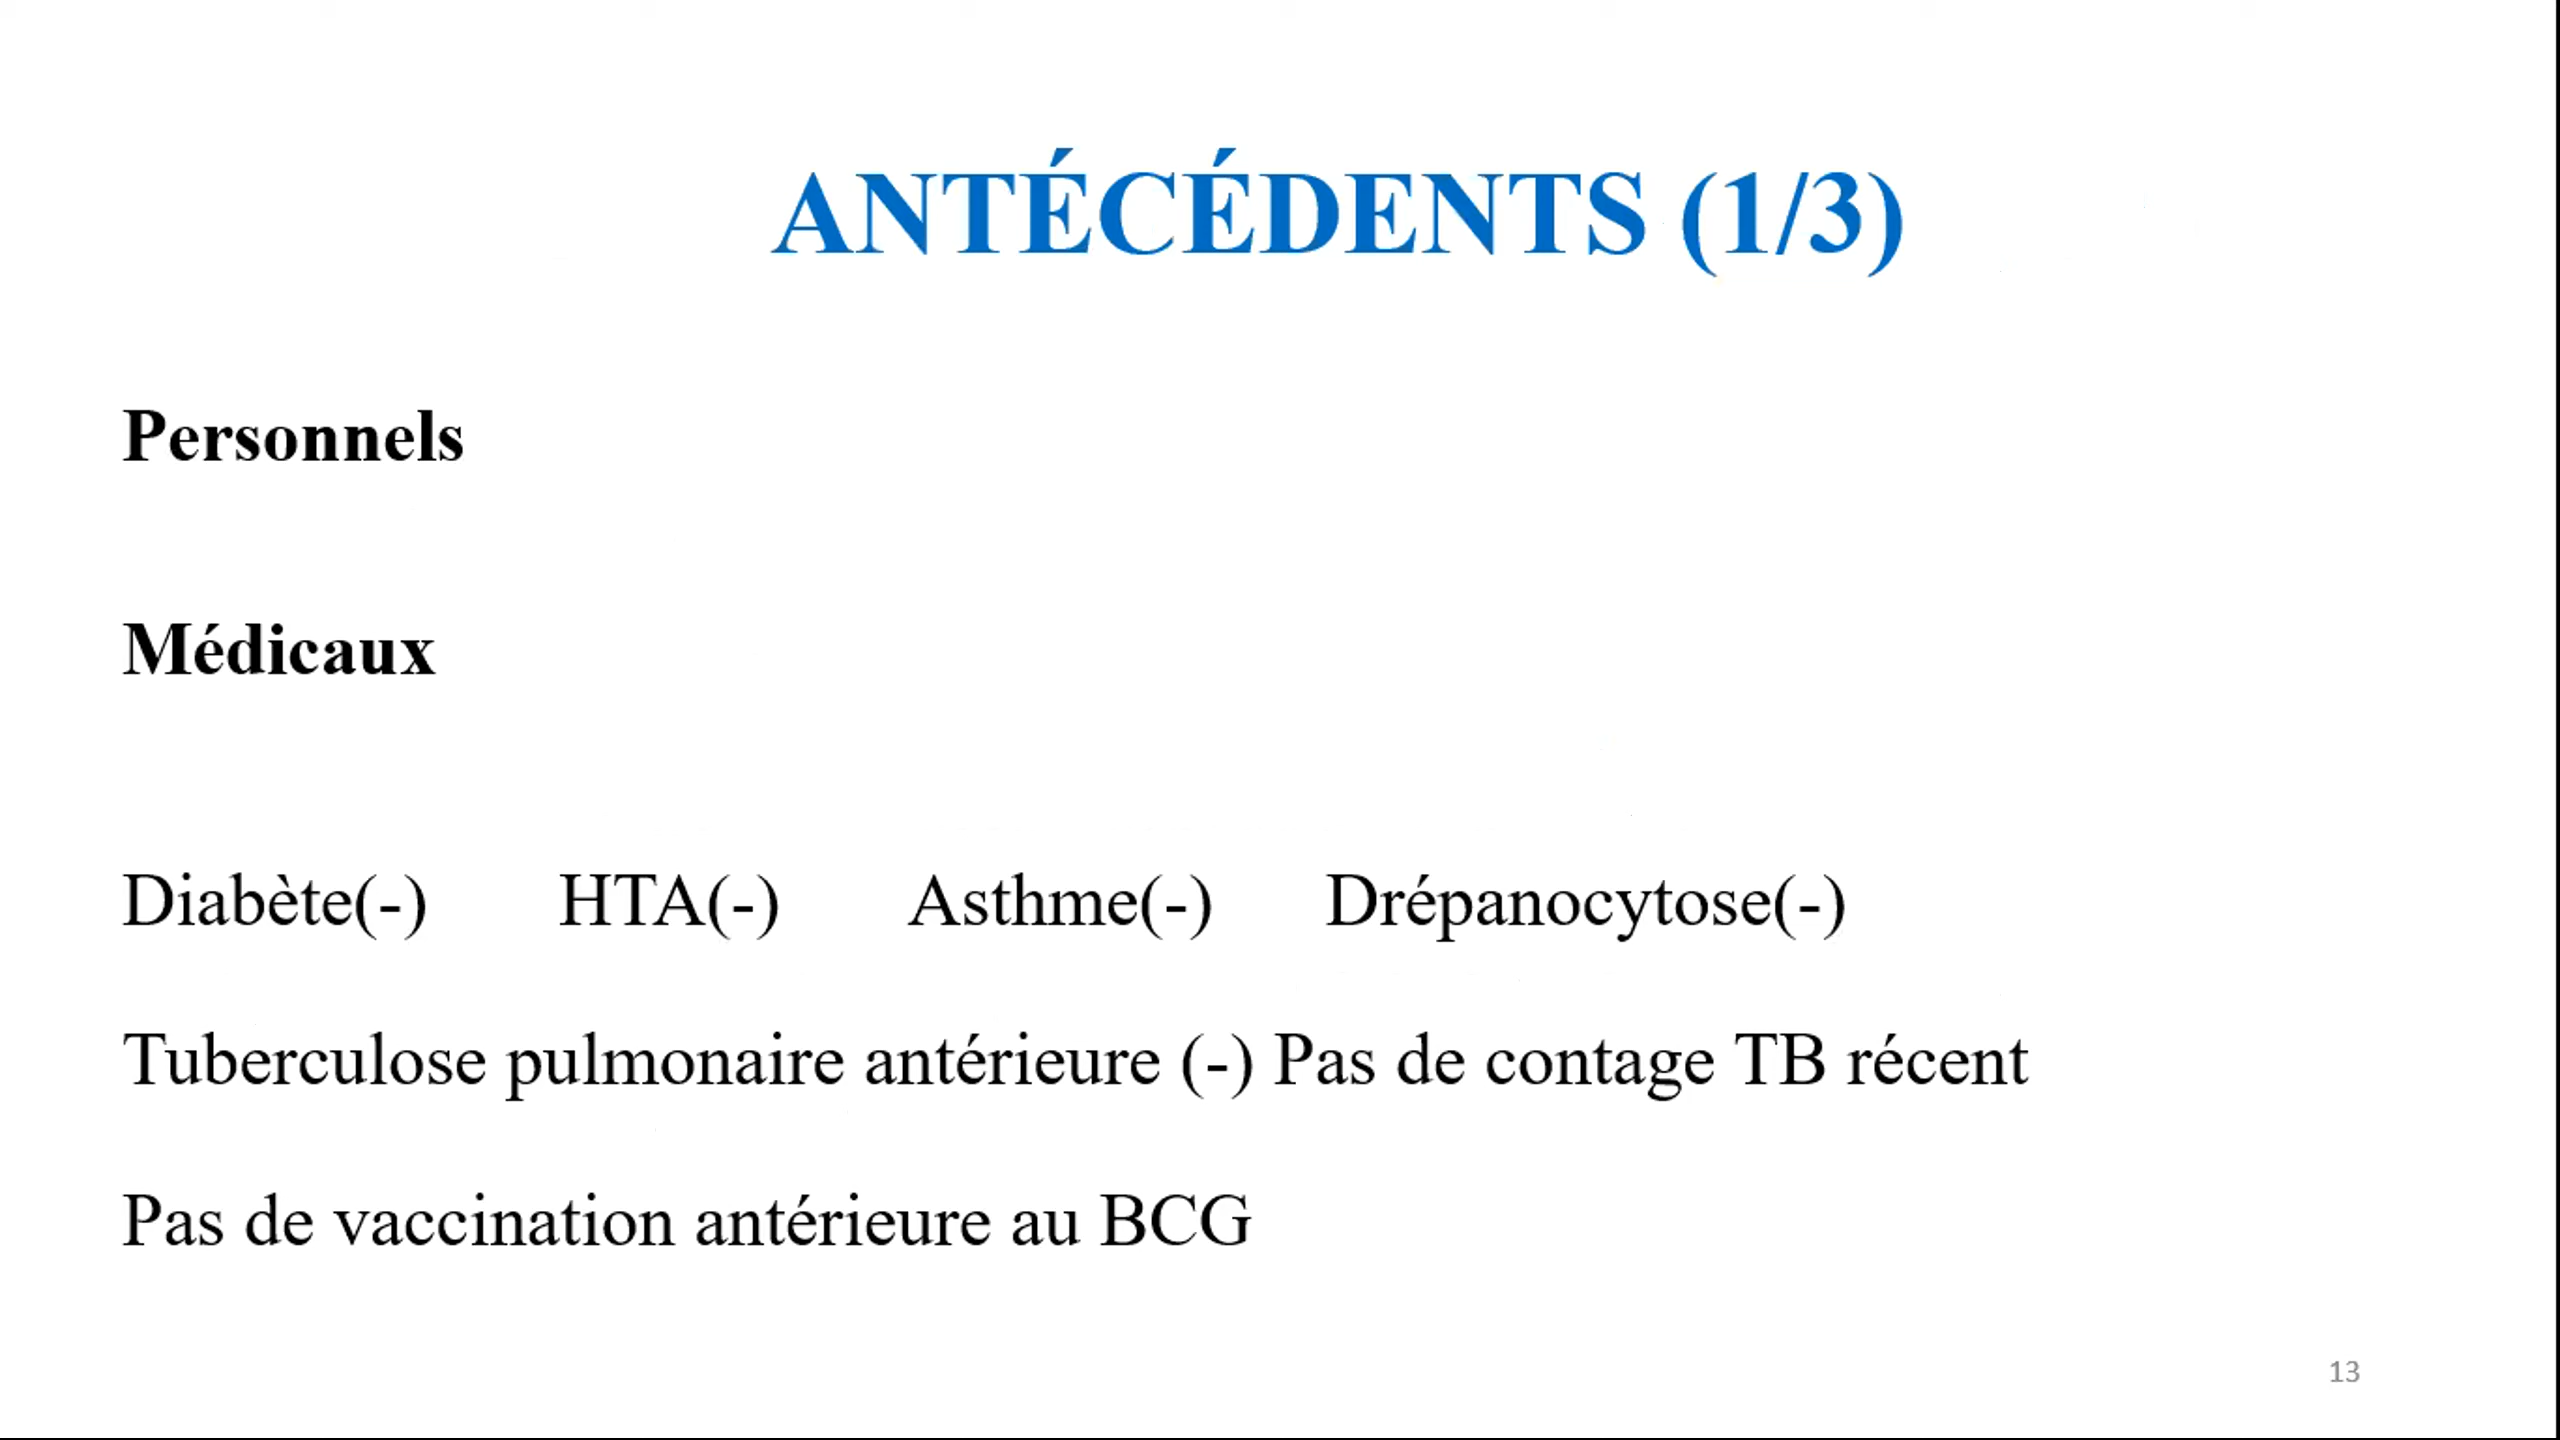 ANTÉCÉDENTS (1/3)
Personnels
Médicaux
Diabète(-) HTA(-) Asthme(-) Drépanocytose(-)
Tuberculose pulmonaire antérieure (-) Pas de contage TB récent
Pas de vaccination antérieure au BCG
13